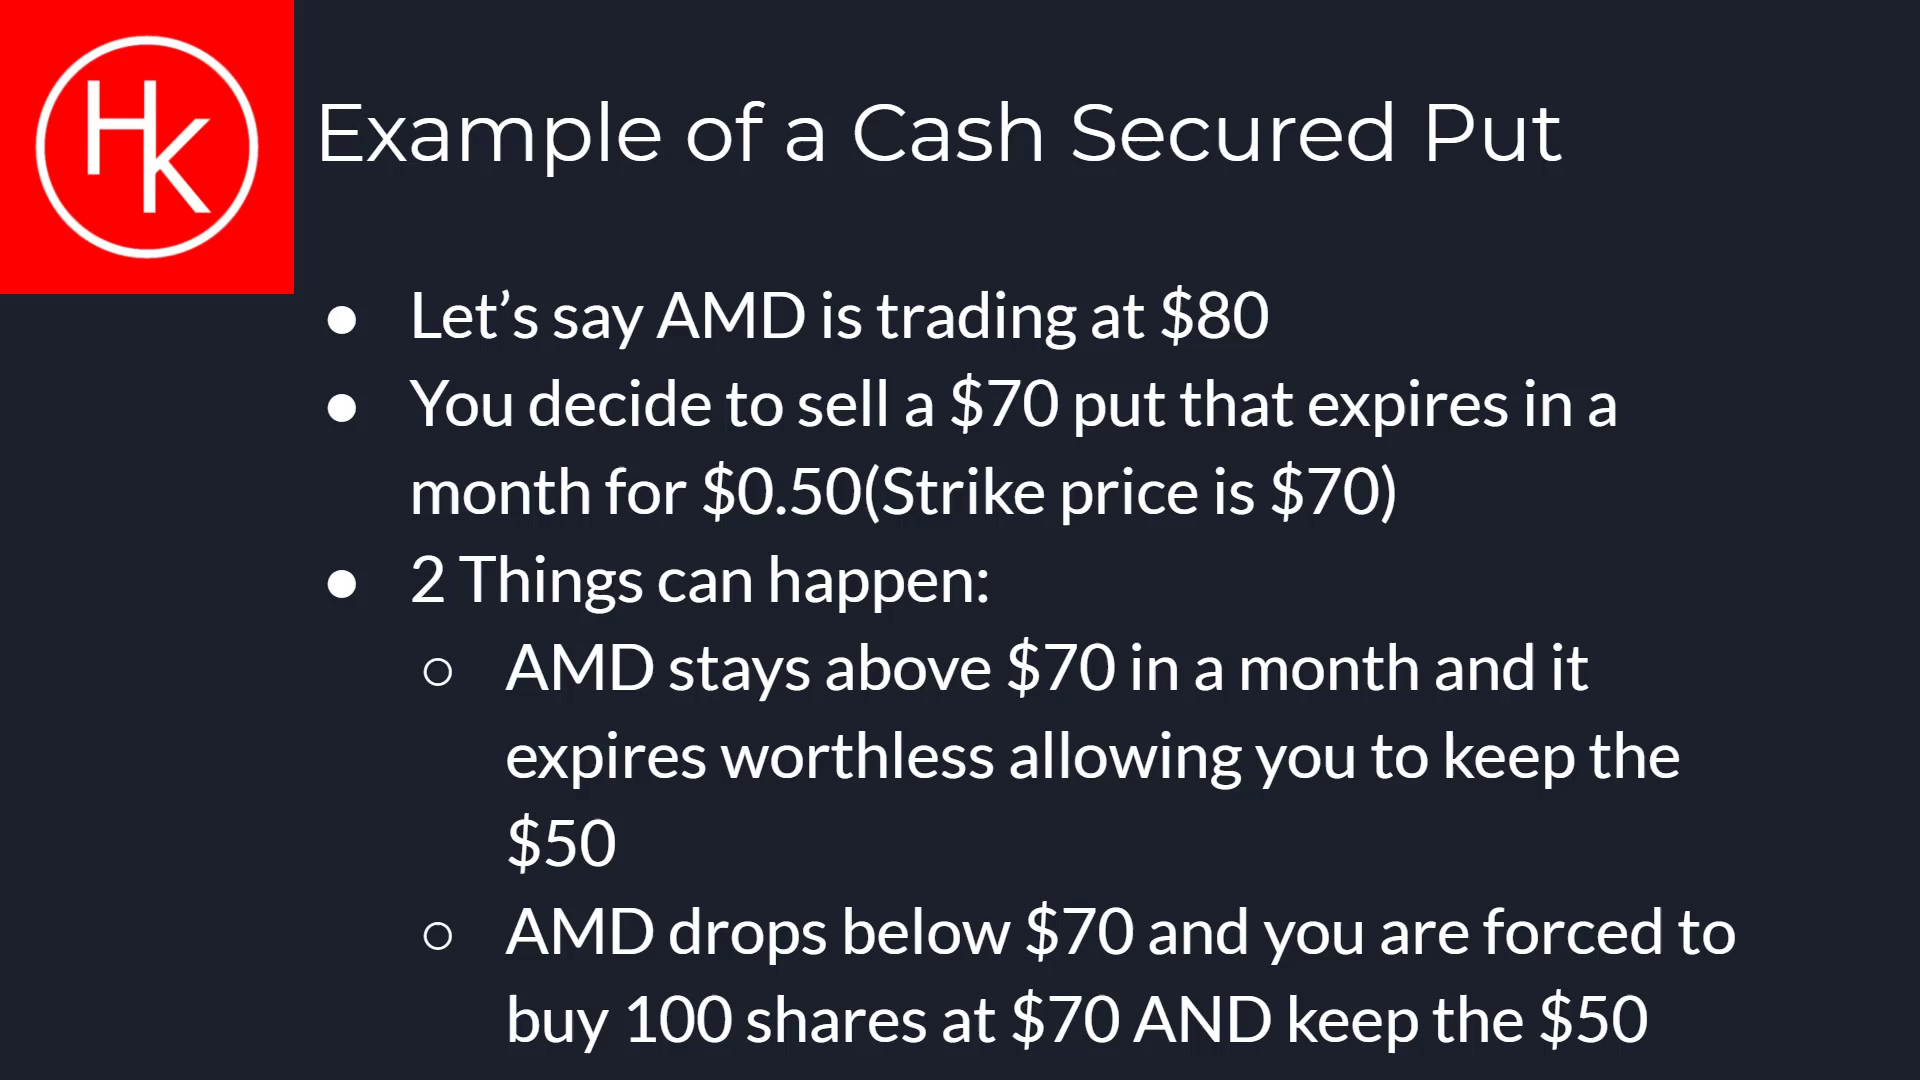 HK
Example of a Cash Secured Put
● Let’s say AMD is trading at $80
● You decide to sell a $70 put that expires in a
month for $0.50(Strike price is $70)
● 2 Things can happen:
○ AMD stays above $70 in a month and it
expires worthless allowing you to keep the
$50
○ AMD drops below $70 and you are forced to
buy 100 shares at $70 AND keep the $50